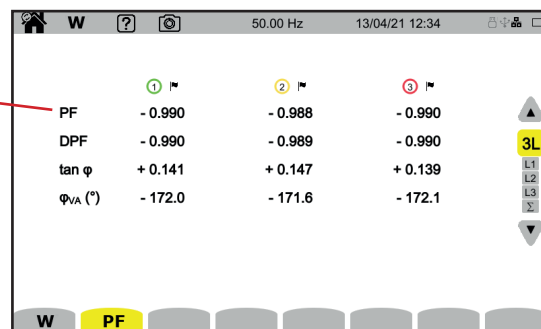 W ? 50.00 Hz 13/04/21 12:34
1 2 3
PF - 0.990 - 0.988 - 0.990
DPF - 0.990 - 0.989 - 0.990
tan φ + 0.141 + 0.147 + 0.139
φVA (°) - 172.0 - 171.6 - 172.1
3L
L1
L2
L3
Σ
W PF